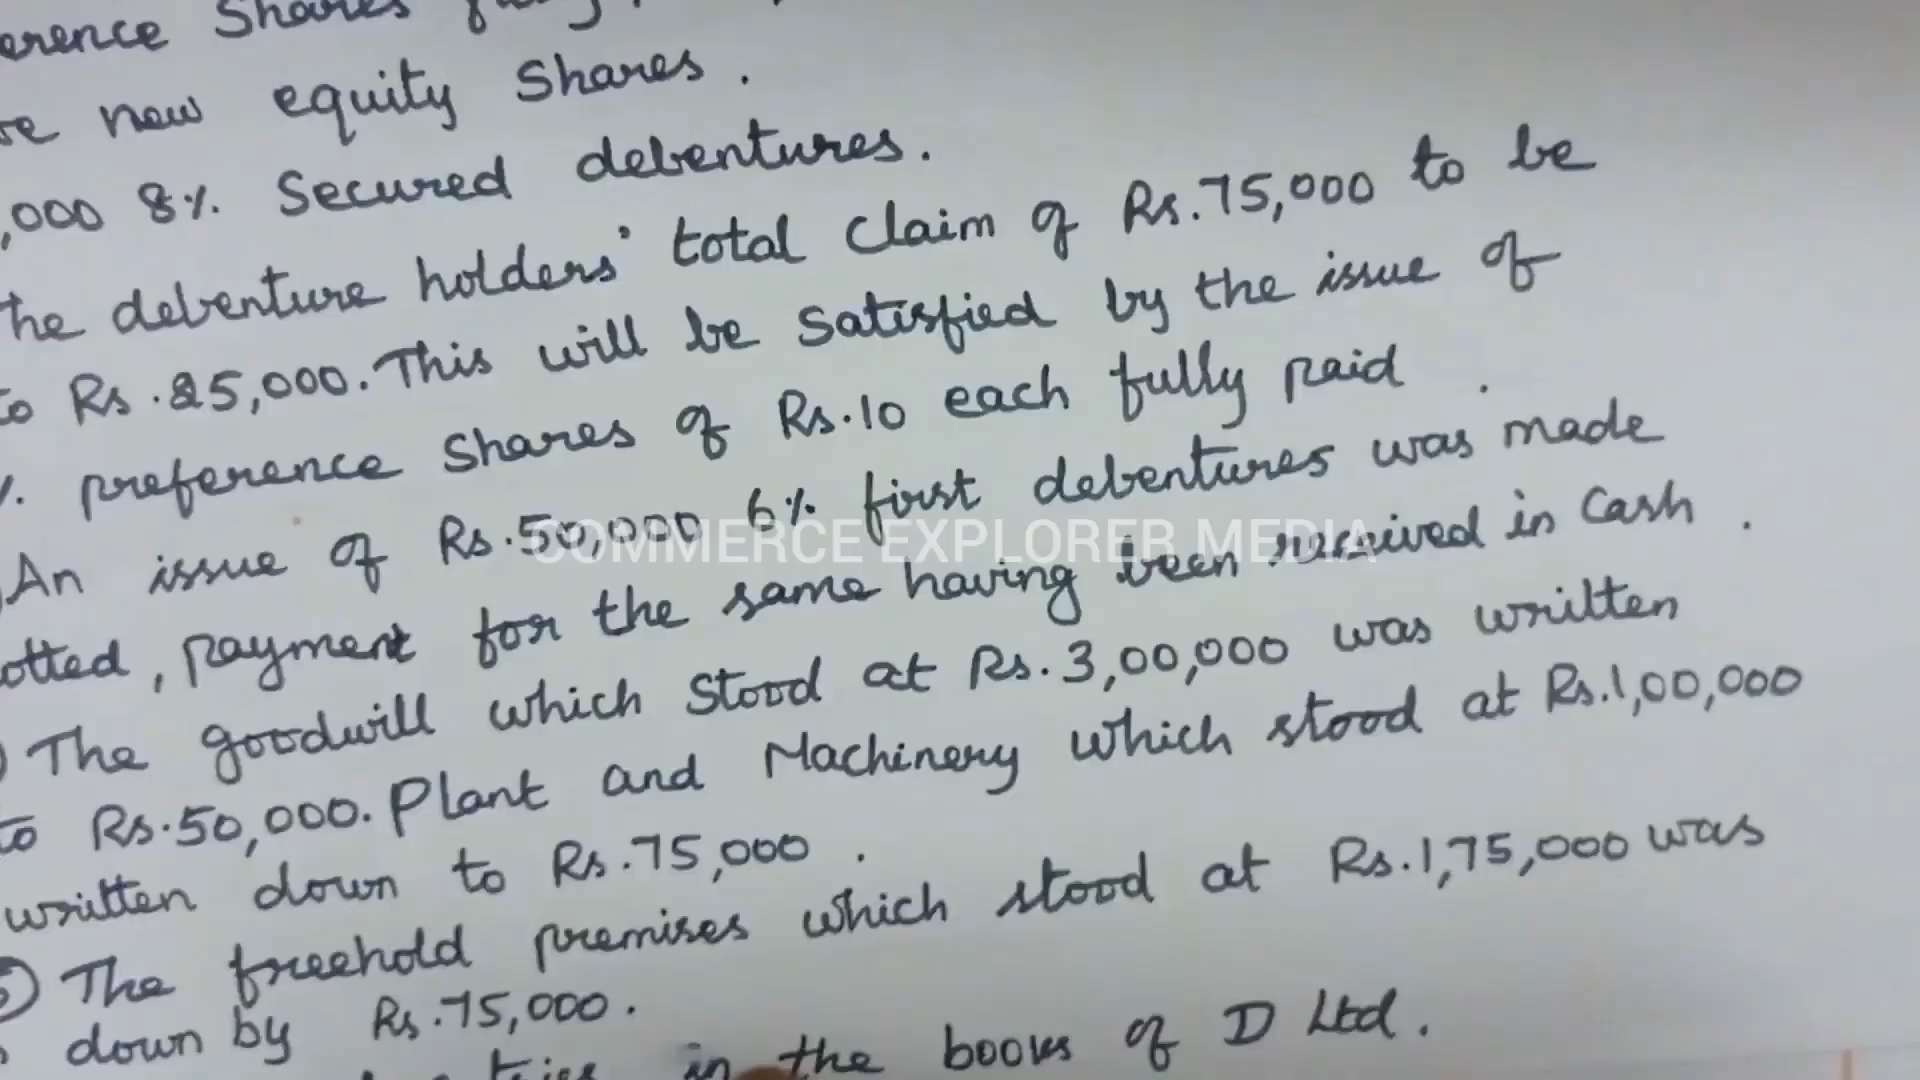 erence Shares
new equity Shares.
,000 8%. Secured debentures.
he debenture holders' total claim of Rs.75,000 to be
to Rs.25,000. This will be satisfied by the issue of
%. preference shares of Rs.10 each fully paid.
An issue of Rs.50,000 6% first debentures was made
otted, payment for the same having been received in cash.
COMMERCE EXPLORER MEDIA
The goodwill which stood at Rs.3,00,000 was written
to Rs.50,000. Plant and Machinery which stood at Rs.1,00,000
written down to Rs.75,000.
The freehold premises which stood at Rs.1,75,000 was
down by Rs.75,000.
in the books of D Ltd.